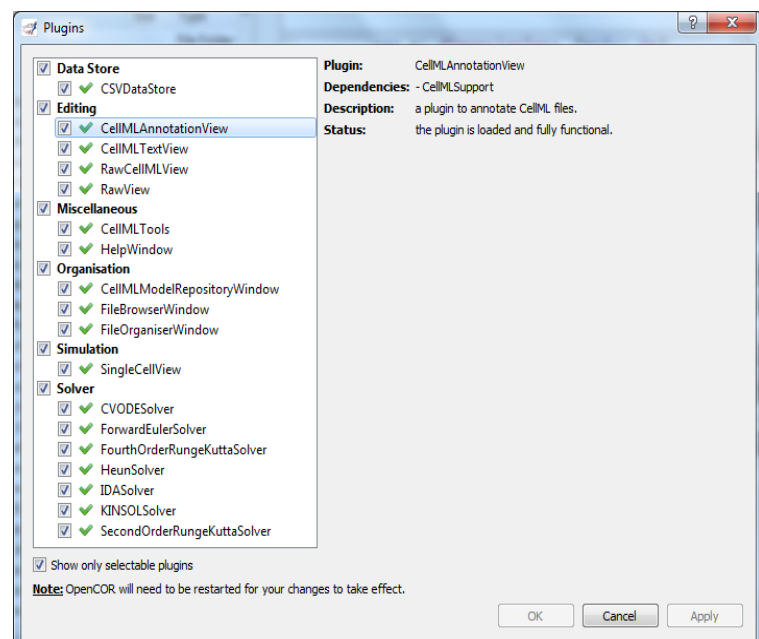 Plugins
Data Store
CSVDataStore
Editing
CellMLAnnotationView
CellMLTextView
RawCellMLView
RawView
Miscellaneous
CellMLTools
HelpWindow
Organisation
CellMLModelRepositoryWindow
FileBrowserWindow
FileOrganiserWindow
Simulation
SingleCellView
Solver
CVODESolver
ForwardEulerSolver
FourthOrderRungeKuttaSolver
HeunSolver
IDASolver
KINSOLSolver
SecondOrderRungeKuttaSolver
Plugin: CellMLAnnotationView
Dependencies: - CellMLSupport
Description: a plugin to annotate CellML files.
Status: the plugin is loaded and fully functional.
Show only selectable plugins
Note: OpenCOR will need to be restarted for your changes to take effect.
OK Cancel Apply